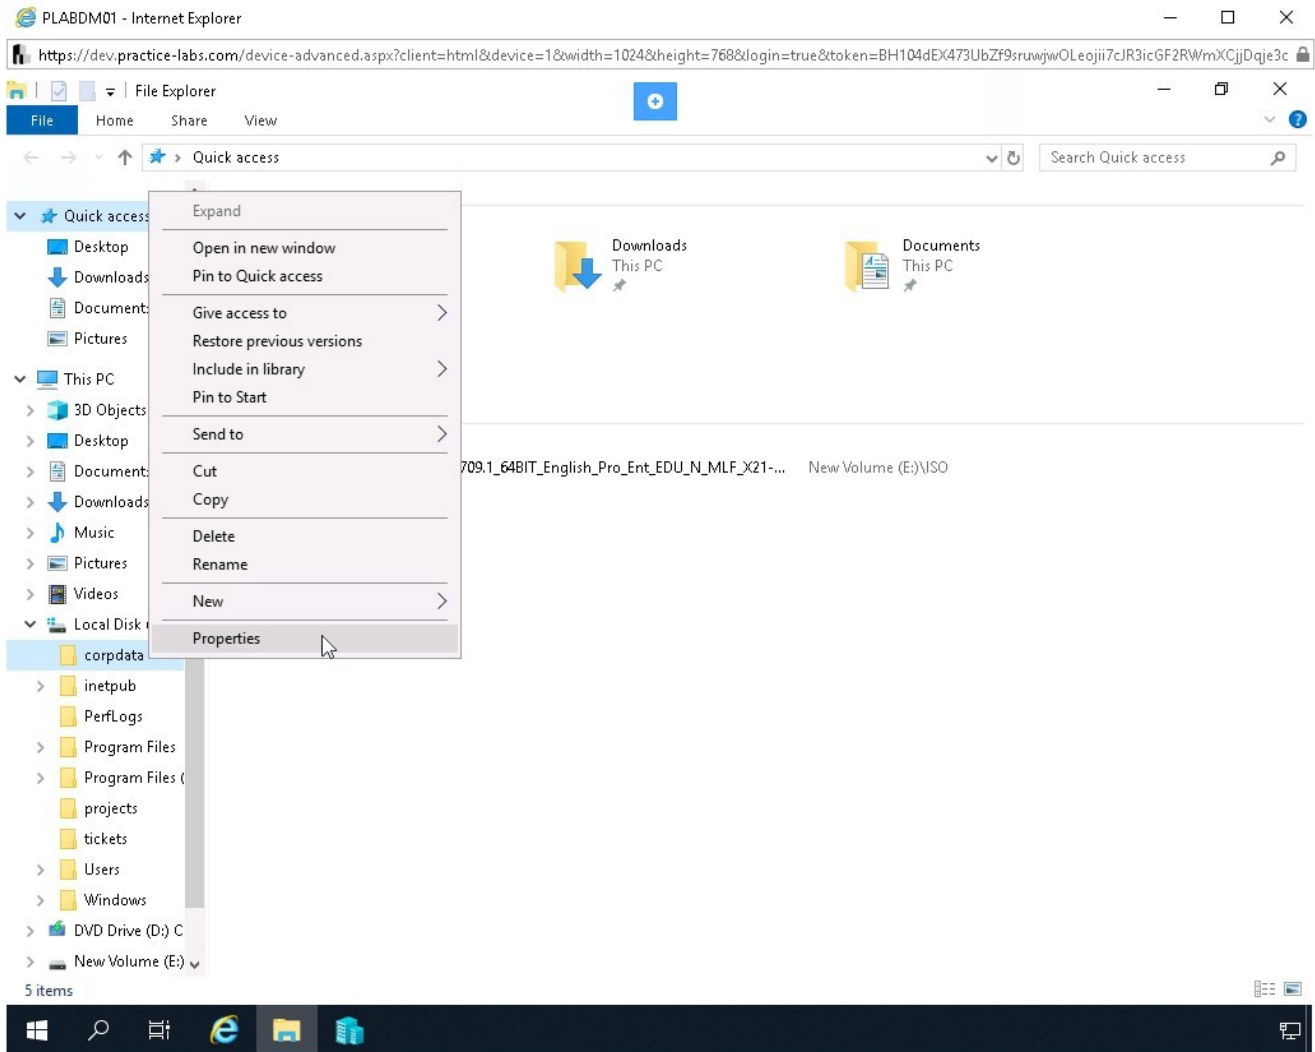 PLABDM01 - Internet Explorer
https://dev.practice-labs.com/device-advanced.aspx?client=html&device=1&width=1024&height=768&login=true&token=BH104dEX473UbZf9sruwjwOLeojii7cJR3icGF2RWmXCjjDqje3c
File Explorer
File Home Share View
Quick access
Search Quick access
Quick access
Desktop
Downloads
Document:
Pictures
This PC
3D Objects
Desktop
Document:
Downloads
Music
Pictures
Videos
Local Disk
corpdata
inetpub
PerfLogs
Program Files
Program Files (
projects
tickets
Users
Windows
DVD Drive (D:) C
New Volume (E:)
Expand
Open in new window
Pin to Quick access
Give access to
Restore previous versions
Include in library
Pin to Start
Send to
Cut
Copy
Delete
Rename
New
Properties
Downloads
This PC
Documents
This PC
709.1_64BIT_English_Pro_Ent_EDU_N_MLF_X21-... New Volume (E:)\ISO
5 items